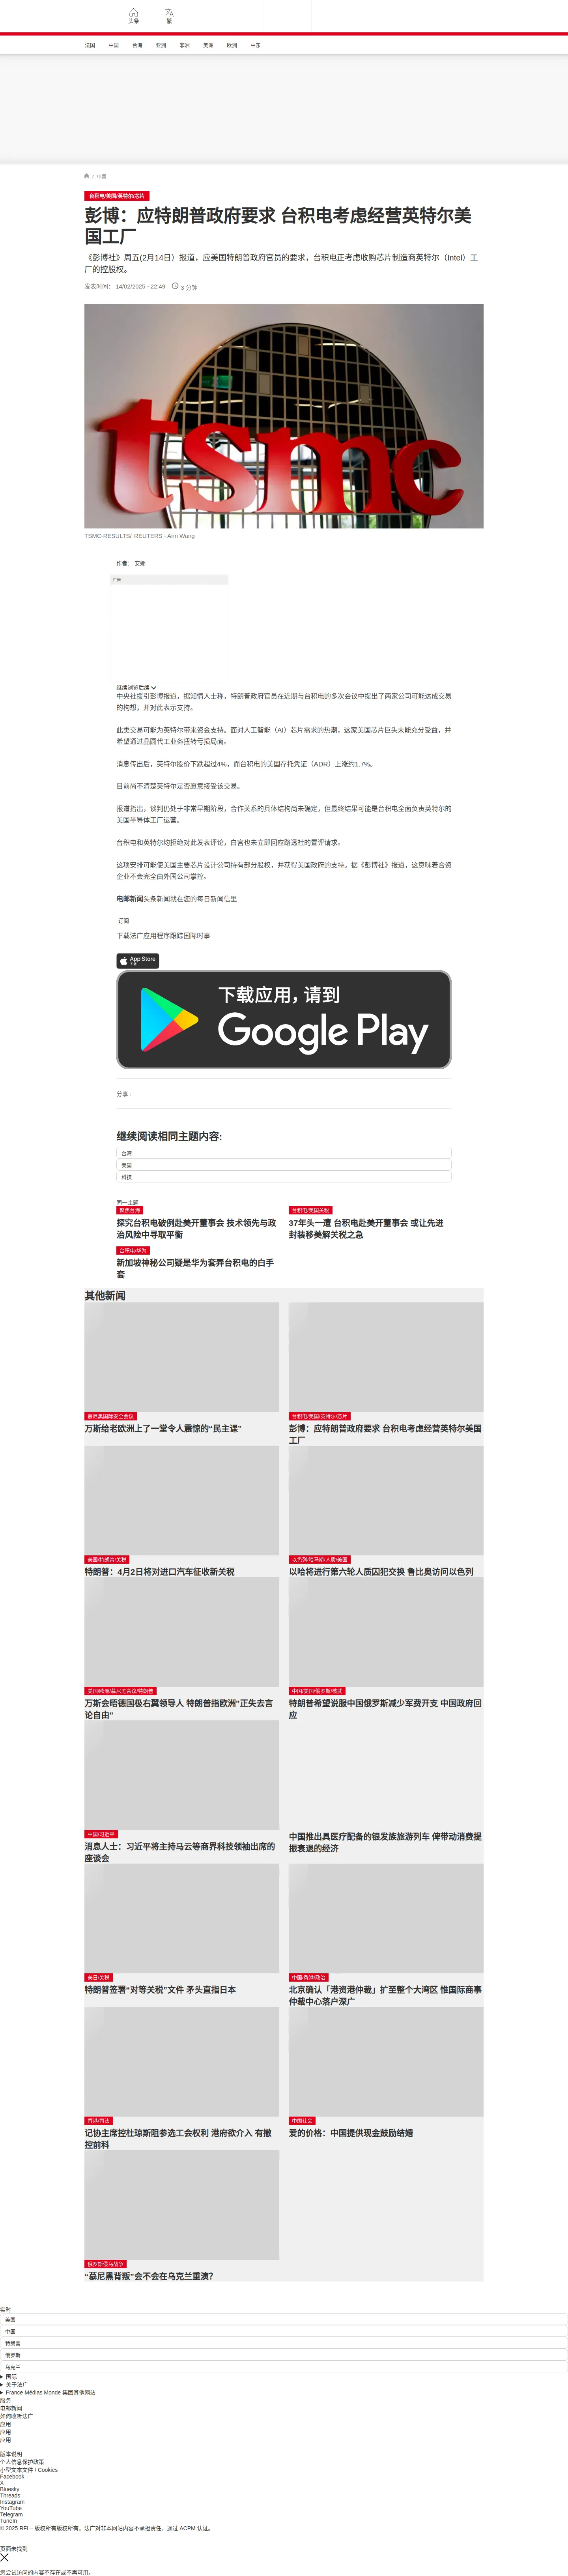 头条
繁
法国
中国
台海
亚洲
非洲
美洲
欧洲
中东
/ 中国
台积电/美国/英特尔/芯片
彭博：应特朗普政府要求 台积电考虑经营英特尔美
国工厂
《彭博社》周五(2月14日）报道，应美国特朗普政府官员的要求，台积电正考虑收购芯片制造商英特尔（Intel）工
厂的控股权。
发表时间： 14/02/2025 - 22:49
3 分钟
tsmc
TSMC-RESULTS/ REUTERS - Ann Wang
作者： 安娜
广告
继续浏览后续
中央社援引彭博报道，据知情人士称，特朗普政府官员在近期与台积电的多次会议中提出了两家公司可能达成交易
的构想，并对此表示支持。
此类交易可能为英特尔带来资金支持。面对人工智能（AI）芯片需求的热潮，这家美国芯片巨头未能充分受益，并
希望通过晶圆代工业务扭转亏损局面。
消息传出后，英特尔股价下跌超过4%，而台积电的美国存托凭证（ADR）上涨约1.7%。
目前尚不清楚英特尔是否愿意接受该交易。
报道指出，谈判仍处于非常早期阶段，合作关系的具体结构尚未确定，但最终结果可能是台积电全面负责英特尔的
美国半导体工厂运营。
台积电和英特尔均拒绝对此发表评论，白宫也未立即回应路透社的置评请求。
这项安排可能使美国主要芯片设计公司持有部分股权，并获得美国政府的支持。据《彭博社》报道，这意味着合资
企业不会完全由外国公司掌控。
电邮新闻头条新闻就在您的每日新闻信里
订阅
下载法广应用程序跟踪国际时事
App Store
下载
下载应用，请到
Google Play
分享 :
继续阅读相同主题内容:
台湾
美国
科技
同一主题
聚焦台海
探究台积电破例赴美开董事会 技术领先与政
治风险中寻取平衡
台积电/美国关税
37年头一遭 台积电赴美开董事会 或让先进
封装移美解关税之急
台积电/华为
新加坡神秘公司疑是华为套弄台积电的白手
套
其他新闻
慕尼黑国际安全会议
万斯给老欧洲上了一堂令人震惊的“民主课”
台积电/美国/英特尔/芯片
彭博：应特朗普政府要求 台积电考虑经营英特尔美国
工厂
美国/特朗普/关税
特朗普：4月2日将对进口汽车征收新关税
以色列/哈马斯/人质/美国
以哈将进行第六轮人质囚犯交换 鲁比奥访问以色列
美国/欧洲/慕尼黑会议/特朗普
万斯会晤德国极右翼领导人 特朗普指欧洲”正失去言
论自由”
中国/美国/俄罗斯/核武
特朗普希望说服中国俄罗斯减少军费开支 中国政府回
应
中国/习近平
消息人士：习近平将主持马云等商界科技领袖出席的
座谈会
中国推出具医疗配备的银发族旅游列车 俾带动消费提
振衰退的经济
美日/关税
特朗普签署“对等关税”文件 矛头直指日本
中国/香港/政治
北京确认「港资港仲裁」扩至整个大湾区 惟国际商事
仲裁中心落户深广
香港/司法
记协主席控杜琼斯阻参选工会权利 港府欲介入 有撤
控前科
中国社会
爱的价格：中国提供现金鼓励结婚
俄罗斯侵乌战争
“慕尼黑背叛”会不会在乌克兰重演？
实时
美国
中国
特朗普
俄罗斯
乌克兰
国际
关于法广
France Médias Monde 集团其他网站
服务
电邮新闻
如何收听法广
应用
应用
应用
版本说明
个人信息保护政策
小型文本文件 / Cookies
Facebook
X
Bluesky
Threads
Instagram
YouTube
Telegram
TuneIn
© 2025 RFI – 版权所有版权所有。法广对非本网站内容不承担责任。通过 ACPM 认证。
页面未找到
您尝试访问的内容不存在或不再可用。